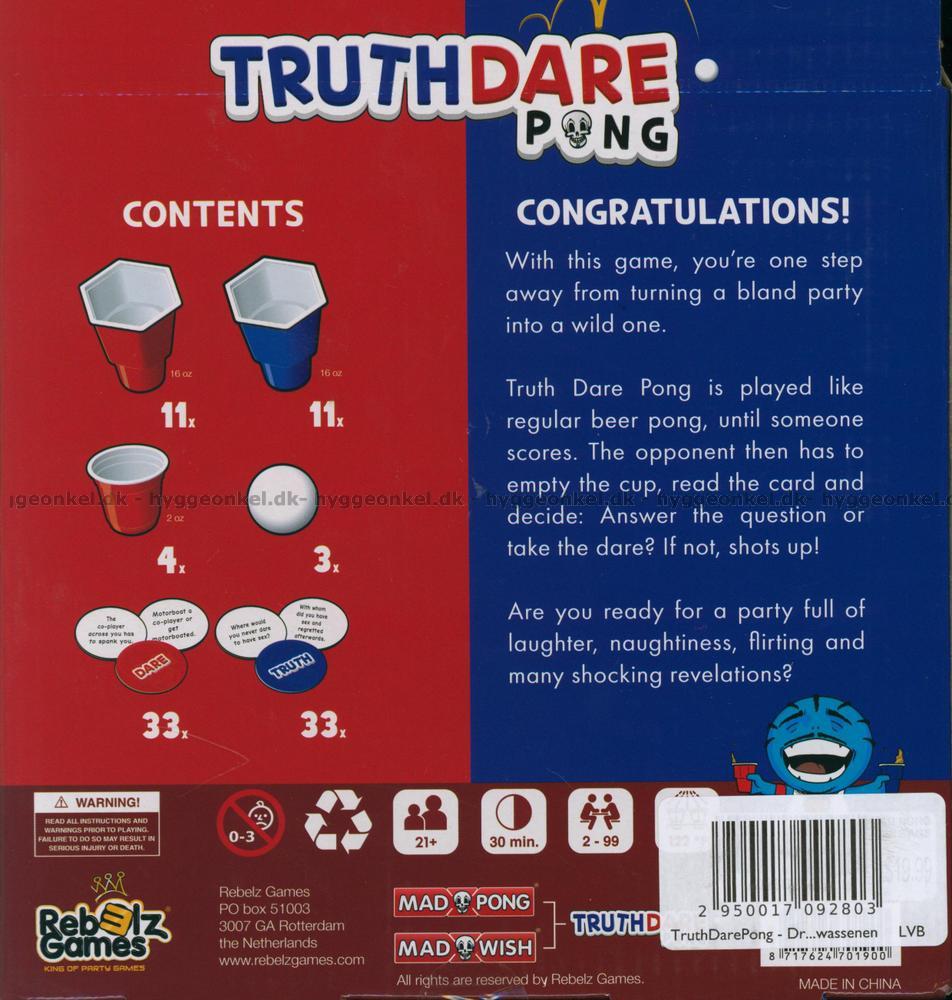 TRUTHDARE
PONG
CONTENTS
16 oz
16 oz
11x
11x
2 oz
4x
3x
The
co-player
across you has
to spank you.
Motorboat a
co-player or
get
motorboated.
DARE
Where would
you never dare
to have sex?
With whom
did you have
sex and
regretted
afterwards.
TRUTH
33x
33x
CONGRATULATIONS!
With this game, you're one step
away from turning a bland party
into a wild one.
Truth Dare Pong is played like
regular beer pong, until someone
scores. The opponent then has to
empty the cup, read the card and
decide: Answer the question or
take the dare? If not, shots up!
Are you ready for a party full of
laughter, naughtiness, flirting and
many shocking revelations?
hyggeonkel.dk - hyggeonkel.dk- hyggeonkel.dk - hyggeonkel.dk- hyggeonkel.dk
WARNING!
READ ALL INSTRUCTIONS AND
WARNINGS PRIOR TO PLAYING.
FAILURE TO DO SO MAY RESULT IN
SERIOUS INJURY OR DEATH.
0-3
21+
30 min.
2 - 99
Rebelz
Games
KING OF PARTY GAMES
Rebelz Games
PO box 51003
3007 GA Rotterdam
the Netherlands
www.rebelzgames.com
MAD PONG
MAD WISH
TRUTHD
All rights are reserved by Rebelz Games.
2 950017 092803
TruthDarePong - Dr...wassenen LVB
8 717624 701900
MADE IN CHINA